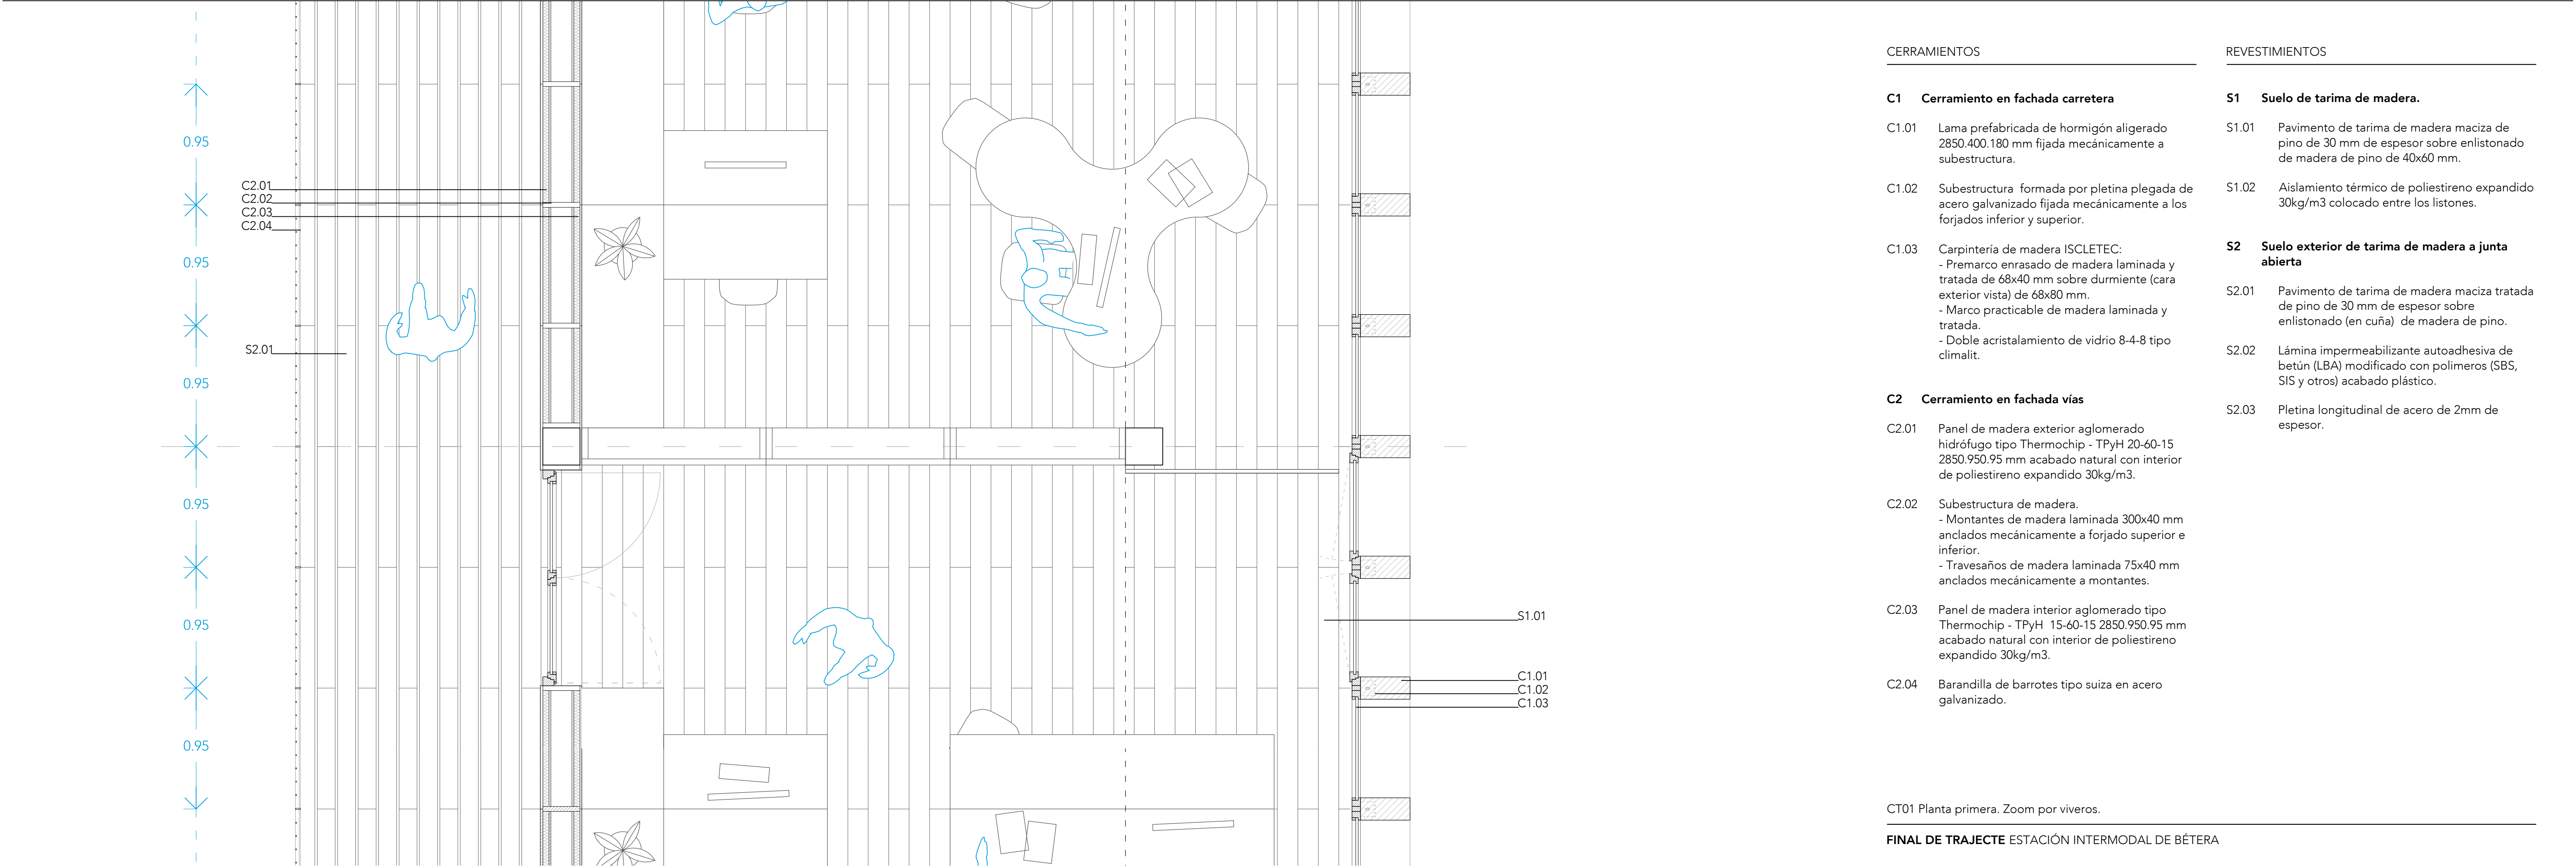 0.95
0.95
0.95
0.95
0.95
0.95
C2.01
C2.02
C2.03
C2.04
S2.01
S1.01
C1.01
C1.02
C1.03
CERRAMIENTOS
C1 Cerramiento en fachada carretera
C1.01 Lama prefabricada de hormigón aligerado
2850.400.180 mm fijada mecánicamente a
subestructura.
C1.02 Subestructura formada por pletina plegada de
acero galvanizado fijada mecánicamente a los
forjados inferior y superior.
C1.03 Carpintería de madera ISCLETEC:
- Premarco enrasado de madera laminada y
tratada de 68x40 mm sobre durmiente (cara
exterior vista) de 68x80 mm.
- Marco practicable de madera laminada y
tratada.
- Doble acristalamiento de vidrio 8-4-8 tipo
climalit.
C2 Cerramiento en fachada vías
C2.01 Panel de madera exterior aglomerado
hidrófugo tipo Thermochip - TPyH 20-60-15
2850.950.95 mm acabado natural con interior
de poliestireno expandido 30kg/m3.
C2.02 Subestructura de madera.
- Montantes de madera laminada 300x40 mm
anclados mecánicamente a forjado superior e
inferior.
- Travesaños de madera laminada 75x40 mm
anclados mecánicamente a montantes.
C2.03 Panel de madera interior aglomerado tipo
Thermochip - TPyH 15-60-15 2850.950.95 mm
acabado natural con interior de poliestireno
expandido 30kg/m3.
C2.04 Barandilla de barrotes tipo suiza en acero
galvanizado.
REVESTIMIENTOS
S1 Suelo de tarima de madera.
S1.01 Pavimento de tarima de madera maciza de
pino de 30 mm de espesor sobre enlistonado
de madera de pino de 40x60 mm.
S1.02 Aislamiento térmico de poliestireno expandido
30kg/m3 colocado entre los listones.
S2 Suelo exterior de tarima de madera a junta
abierta
S2.01 Pavimento de tarima de madera maciza tratada
de pino de 30 mm de espesor sobre
enlistonado (en cuña) de madera de pino.
S2.02 Lámina impermeabilizante autoadhesiva de
betún (LBA) modificado con polimeros (SBS,
SIS y otros) acabado plástico.
S2.03 Pletina longitudinal de acero de 2mm de
espesor.
CT01 Planta primera. Zoom por viveros.
FINAL DE TRAJECTE ESTACIÓN INTERMODAL DE BÉTERA